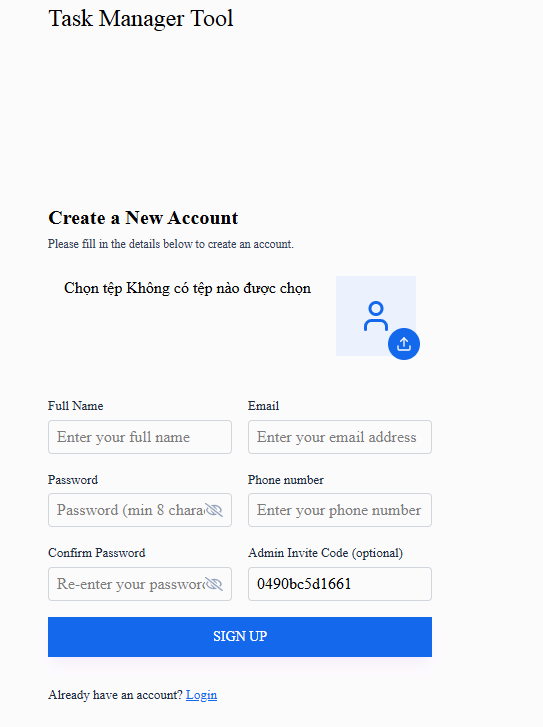 Task Manager Tool
Create a New Account
Please fill in the details below to create an account.
Chọn tệp Không có tệp nào được chọn
Full Name
Email
Enter your full name
Enter your email address
Password
Phone number
Password (min 8 chara
Enter your phone number
Confirm Password
Admin Invite Code (optional)
Re-enter your password
0490bc5d1661
SIGN UP
Already have an account? Login